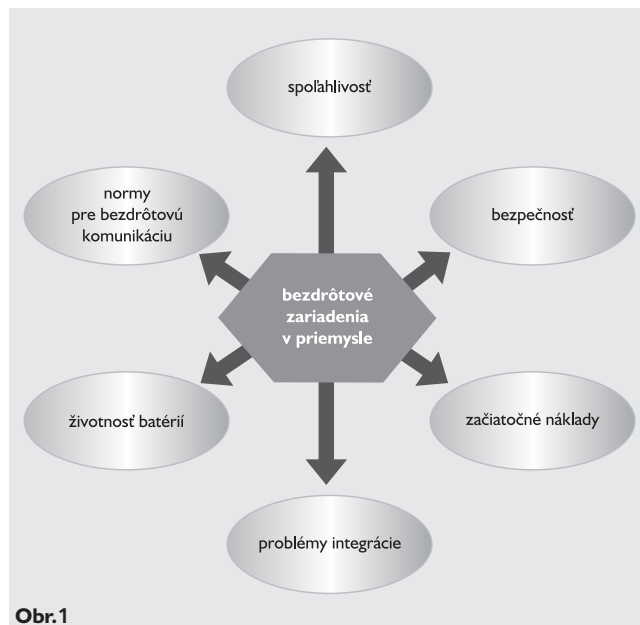 spoľahlivosť
normy
pre bezdrôtovú
komunikáciu
bezpečnosť
bezdrôtové
zariadenia
v priemysle
životnosť batérií
začiatočné náklady
problémy integrácie
Obr.1